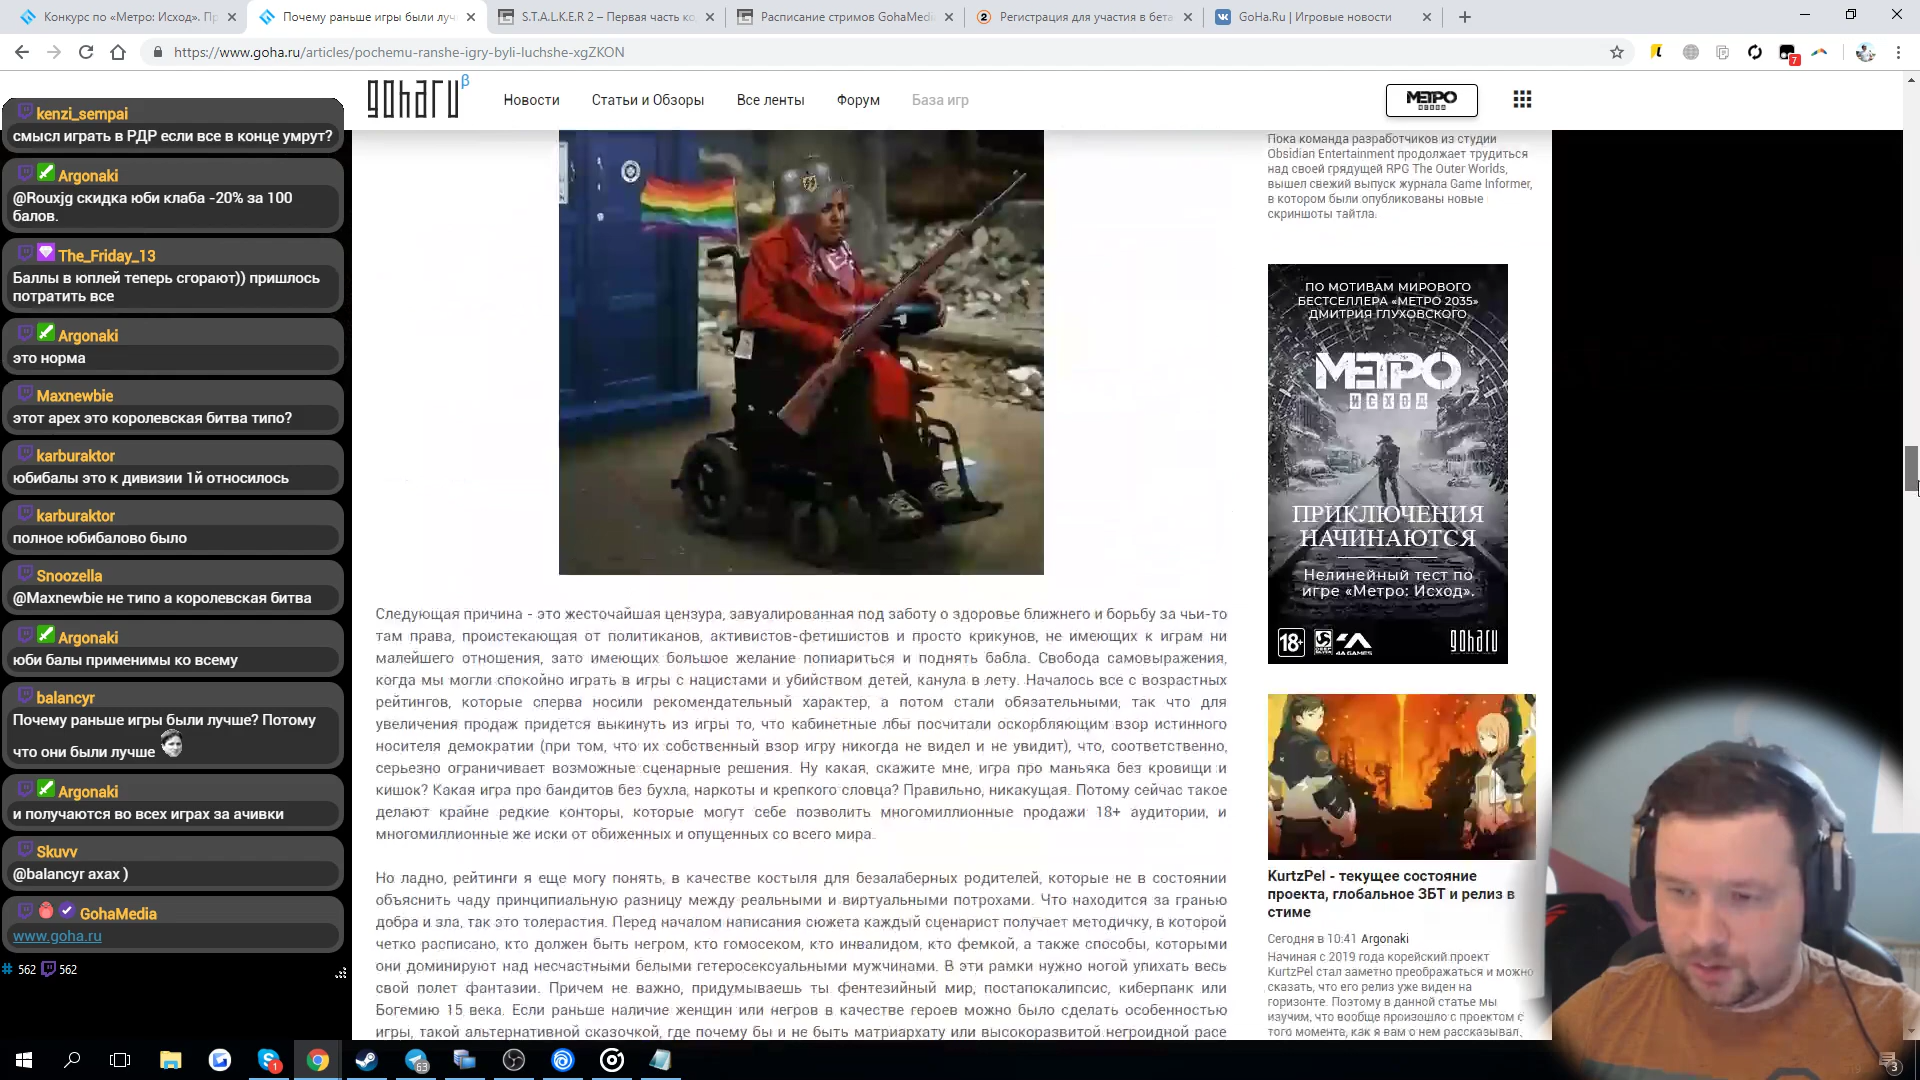 Конкурс по «Метро: Исход». Пр
Почему раньше игры были луч
S.T.A.L.K.E.R 2 – Первая часть ко
Расписание стримов GohaMedia
Регистрация для участия в бета
GoHa.Ru | Игровые новости
https://www.goha.ru/articles/pochemu-ranshe-igry-byli-luchshe-xgZKON
7
goharu β
Новости
Статьи и Обзоры
Все ленты
Форум
База игр
МЕТРО
ИСХОД
kenzi_sempai
смысл играть в РДР если все в конце умрут?
Argonaki
@Rouxjg скидка юби клаба -20% за 100
балов.
The_Friday_13
Баллы в юплей теперь сгорают)) пришлось
потратить все
Argonaki
это норма
Maxnewbie
этот арех это королевская битва типо?
karburaktor
юбибалы это к дивизии 1й относилось
karburaktor
полное юбибалово было
Snoozella
@Maxnewbie не типо а королевская битва
Argonaki
юби балы применимы ко всему
balancyr
Почему раньше игры были лучше? Потому
что они были лучше
Argonaki
и получаются во всех играх за ачивки
Skuvv
@balancyr ахах )
GohaMedia
www.goha.ru
562 562
Следующая причина - это жесточайшая цензура, завуалированная под заботу о здоровье ближнего и борьбу за чьи-то
там права, проистекающая от политиканов, активистов-фетишистов и просто крикунов, не имеющих к играм ни
малейшего отношения, зато имеющих большое желание попиариться и поднять бабла. Свобода самовыражения,
когда мы могли спокойно играть в игры с нацистами и убийством детей, канула в лету. Началось все с возрастных
рейтингов, которые сперва носили рекомендательный характер, а потом стали обязательными, так что для
увеличения продаж придется выкинуть из игры то, что кабинетные лбы посчитали оскорбляющим взор истинного
носителя демократии (при том, что их собственный взор игру никогда не видел и не увидит), что, соответственно,
серьезно ограничивает возможные сценарные решения. Ну какая, скажите мне, игра про маньяка без кровищи и
кишок? Какая игра про бандитов без бухла, наркоты и крепкого словца? Правильно, никакущая. Потому сейчас такое
делают крайне редкие конторы, которые могут себе позволить многомиллионные продажи 18+ аудитории, и
многомиллионные же иски от обиженных и опущенных со всего мира.
Но ладно, рейтинги я еще могу понять, в качестве костыля для безалаберных родителей, которые не в состоянии
объяснить чаду принципиальную разницу между реальными и виртуальными потрохами. Что находится за гранью
добра и зла, так это толерастия. Перед началом написания сюжета каждый сценарист получает методичку, в которой
четко расписано, кто должен быть негром, кто гомосеком, кто инвалидом, кто фемкой, а также способы, которыми
они доминируют над несчастными белыми гетеросексуальными мужчинами. В эти рамки нужно ногой упихать весь
свой полет фантазии. Причем не важно, придумываешь ты фентезийный мир, постапокалипсис, киберпанк или
Богемию 15 века. Если раньше наличие женщин или негров в качестве героев можно было сделать особенностью
игры, такой альтернативной сказочкой, где почему бы и не быть матриархату или высокоразвитой негроидной расе
Пока команда разработчиков из студии
Obsidian Entertainment продолжает трудиться
над своей грядущей RPG The Outer Worlds,
вышел свежий выпуск журнала Game Informer,
в котором были опубликованы новые
скриншоты тайтла.
ПО МОТИВАМ МИРОВОГО
БЕСТСЕЛЛЕРА «МЕТРО 2035»
ДМИТРИЯ ГЛУХОВСКОГО
МЕТРО
ИСХОД
ПРИКЛЮЧЕНИЯ
НАЧИНАЮТСЯ
Нелинейный тест по
игре «Метро: Исход».
18+
4A GAMES
goharu
KurtzPel - текущее состояние
проекта, глобальное ЗБТ и релиз в
стиме
Сегодня в 10:41 Argonaki
Начиная с 2019 года корейский проект
KurtzPel стал заметно преображаться и можно
сказать, что его релиз уже виден на
горизонте. Поэтому в данной статье мы
изучим, что вообще произошло с проектом с
того момента, как я вам о нем рассказывал.
1
63
3